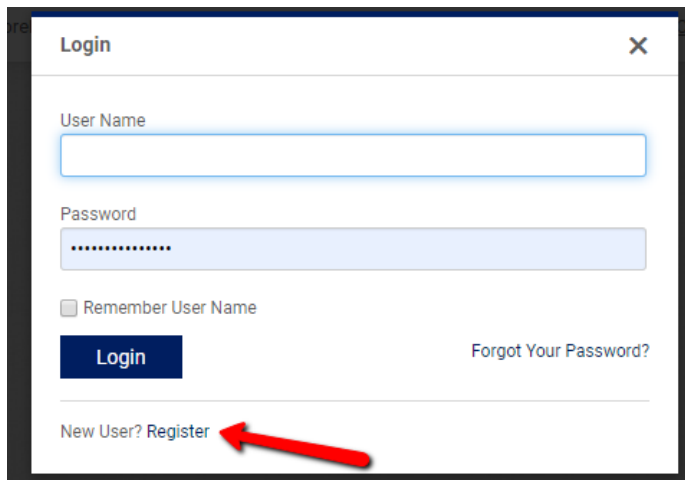 Login
User Name
Password
Remember User Name
Login
Forgot Your Password?
New User? Register